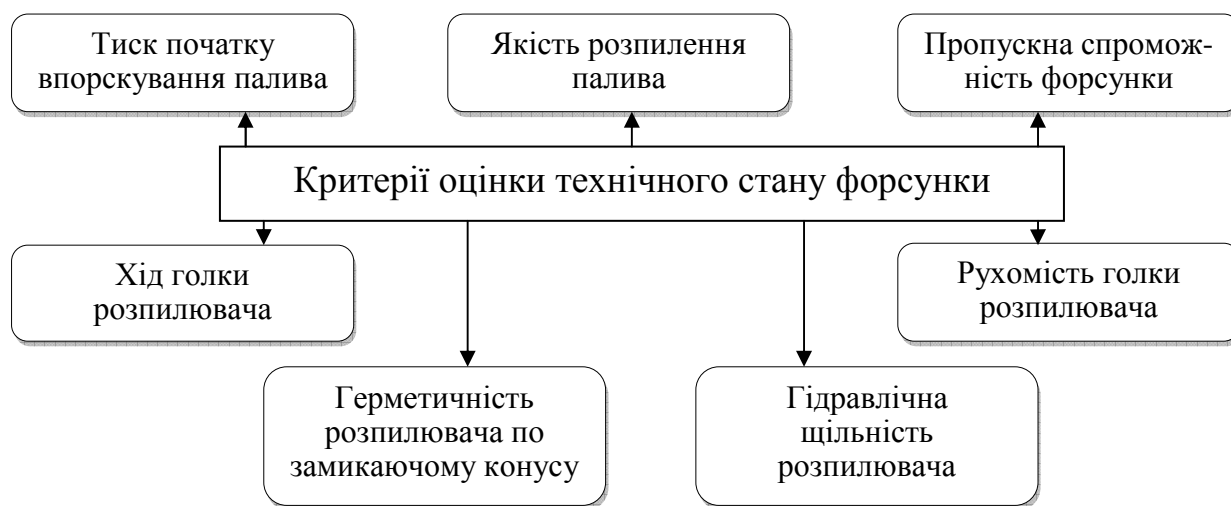 Тиск початку
впорскування палива
Якість розпилення
палива
Пропускна спромож-
ність форсунки
Критерії оцінки технічного стану форсунки
Хід голки
розпилювача
Рухомість голки
розпилювача
Герметичність
розпилювача по
замикаючому конусу
Гідравлічна
щільність
розпилювача